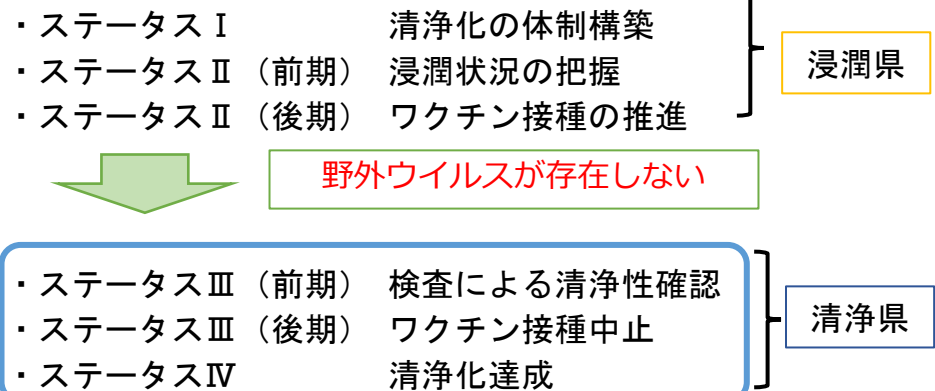 ・ステータスⅠ 清浄化の体制構築
・ステータスⅡ（前期） 浸潤状況の把握
・ステータスⅡ（後期） ワクチン接種の推進
浸潤県
野外ウイルスが存在しない
・ステータスⅢ（前期） 検査による清浄性確認
・ステータスⅢ（後期） ワクチン接種中止
・ステータスⅣ 清浄化達成
清浄県